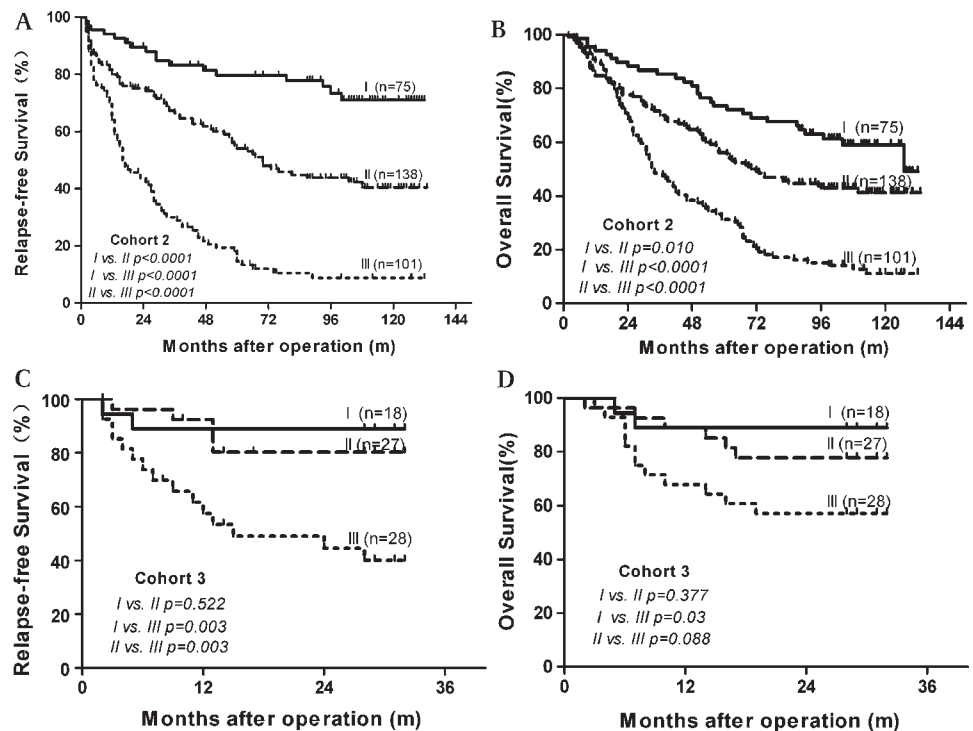 A
Relapse-free Survival (%)
100
80
60
40
20
0
I (n=75)
II (n=138)
III (n=101)
Cohort 2
I vs. II p<0.0001
I vs. III p<0.0001
II vs. III p<0.0001
0 24 48 72 96 120 144
Months after operation (m)
B
Overall Survival(%)
100
80
60
40
20
0
I (n=75)
II (n=138)
III (n=101)
Cohort 2
I vs. II p=0.010
I vs. III p<0.0001
II vs. III p<0.0001
0 24 48 72 96 120 144
Months after operation (m)
C
Relapse-free Survival (%)
100
80
60
40
20
0
I (n=18)
II (n=27)
III (n=28)
Cohort 3
I vs. II p=0.522
I vs. III p=0.003
II vs. III p=0.003
0 12 24 36
Months after operation (m)
D
Overall Survival(%)
100
80
60
40
20
0
I (n=18)
II (n=27)
III (n=28)
Cohort 3
I vs. II p=0.377
I vs. III p=0.03
II vs. III p=0.088
0 12 24 36
Months after operation (m)